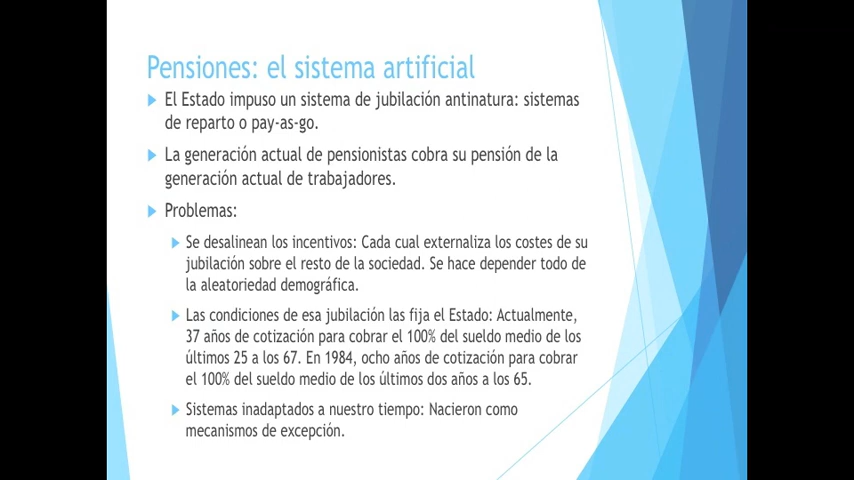 Pensiones: el sistema artificial
El Estado impuso un sistema de jubilación antinatura: sistemas
de reparto o pay-as-go.
La generación actual de pensionistas cobra su pensión de la
generación actual de trabajadores.
Problemas:
Se desalinean los incentivos: Cada cual externaliza los costes de su
jubilación sobre el resto de la sociedad. Se hace depender todo de
la aleatoriedad demográfica.
Las condiciones de esa jubilación las fija el Estado: Actualmente,
37 años de cotización para cobrar el 100% del sueldo medio de los
últimos 25 a los 67. En 1984, ocho años de cotización para cobrar
el 100% del sueldo medio de los últimos dos años a los 65.
Sistemas inadaptados a nuestro tiempo: Nacieron como
mecanismos de excepción.